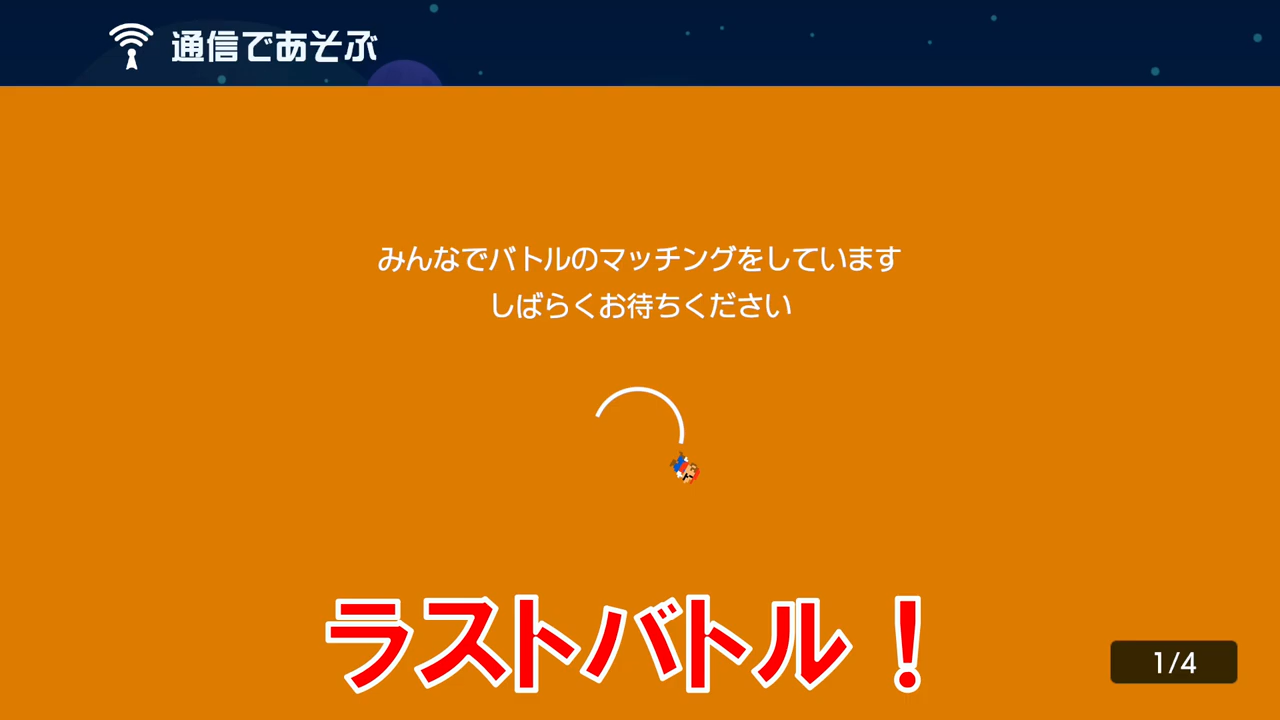 通信であそぶ
みんなでバトルのマッチングをしています
しばらくお待ちください
ラストバトル！
1/4